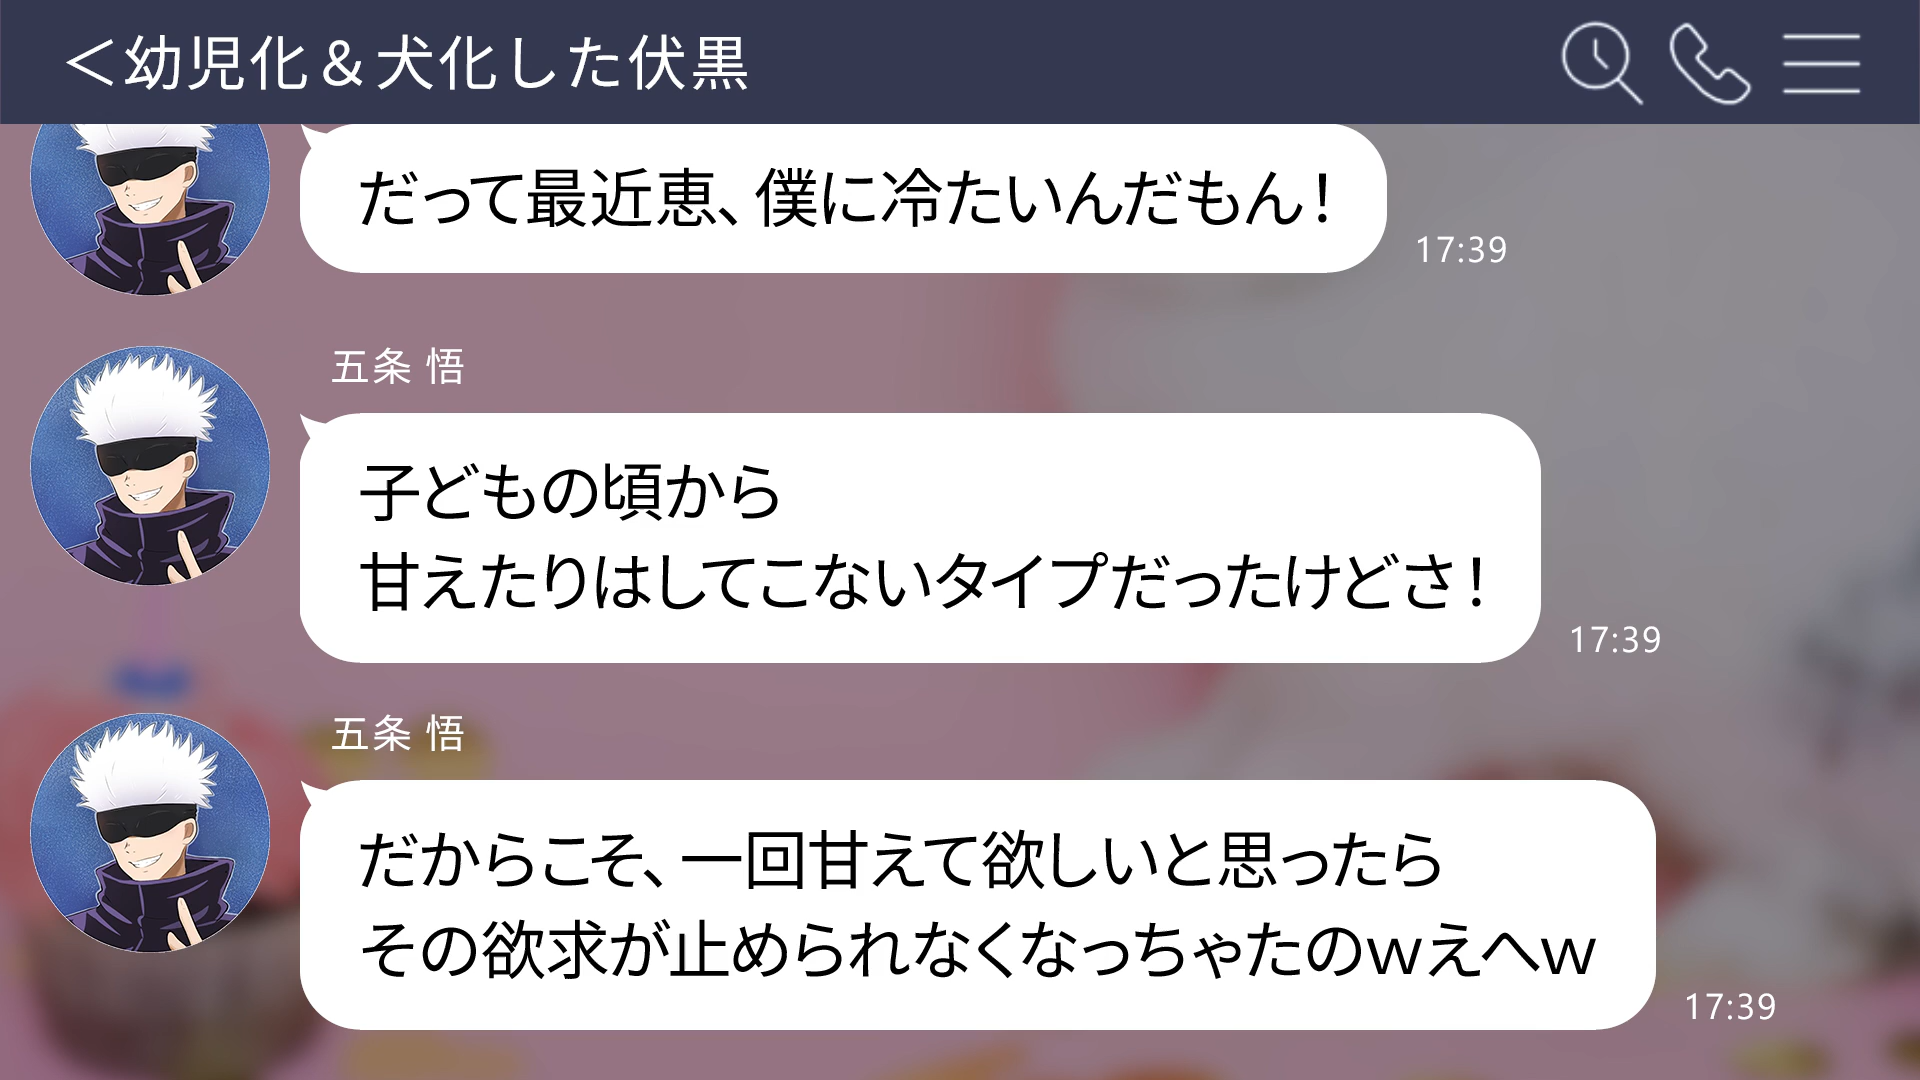 ＜幼児化＆犬化した伏黒
だって最近恵、僕に冷たいんだもん！
17:39
五条 悟
子どもの頃から
甘えたりはしてこないタイプだったけどさ！
17:39
五条 悟
だからこそ、一回甘えて欲しいと思ったら
その欲求が止められなくなっちゃたのｗえへｗ
17:39